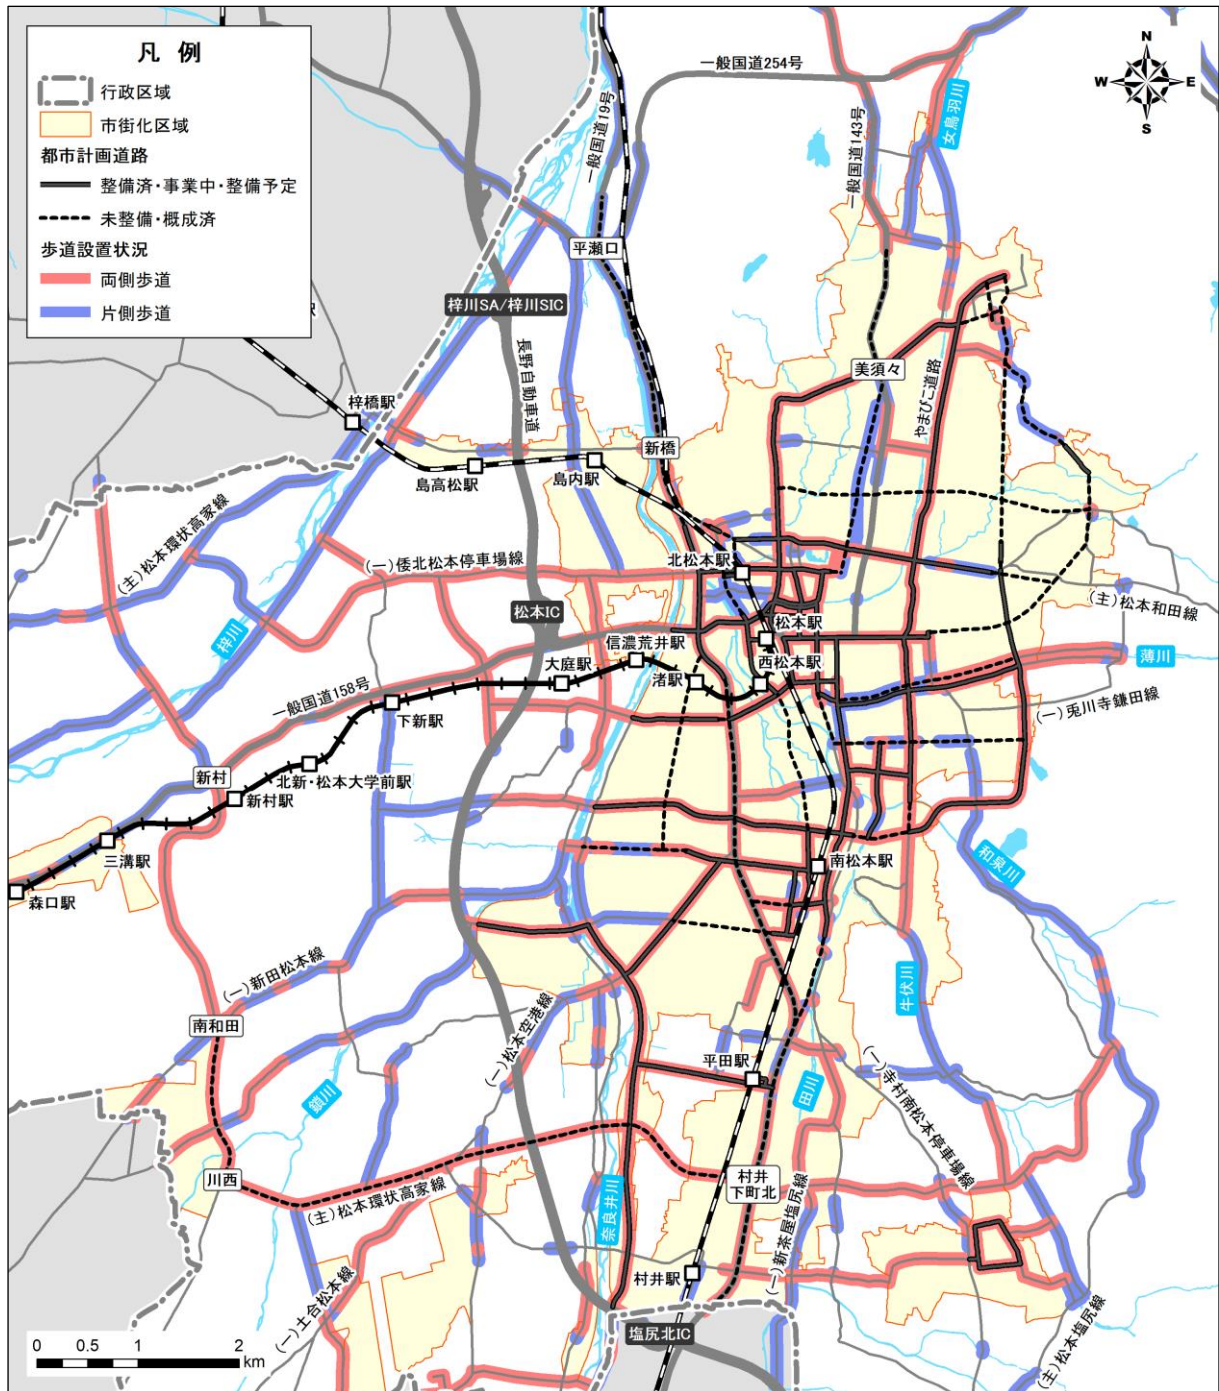 凡 例
行政区域
市街化区域
都市計画道路
整備済・事業中・整備予定
未整備・概成済
歩道設置状況
両側歩道
片側歩道
一般国道254号
一般国道19号
一般国道143号
女鳥羽川
N
W
E
S
平瀬口
梓川SA/梓川SIC
長野自動車道
美須々
やまびこ道路
梓橋駅
新橋
島高松駅
島内駅
(主)松本環状高家線
(一)倭北松本停車場線
北松本駅
(主)松本和田線
松本IC
梓川
松本駅
信濃荒井駅
西松本駅
大庭駅
渚駅
薄川
一般国道158号
下新駅
(一)兎川寺鎌田線
新村
北新・松本大学前駅
新村駅
三溝駅
森口駅
南松本駅
和泉川
(一)新田松本線
牛伏川
南和田
(一)松本空港線
平田駅
田川
(一)寺村南松本停車場線
鎖川
川西
(主)松本環状高家線
村井
下町北
奈良井川
(一)新茶屋塩尻線
村井駅
(一)土合松本線
塩尻北IC
(主)松本塩尻線
0 0.5 1 2
km